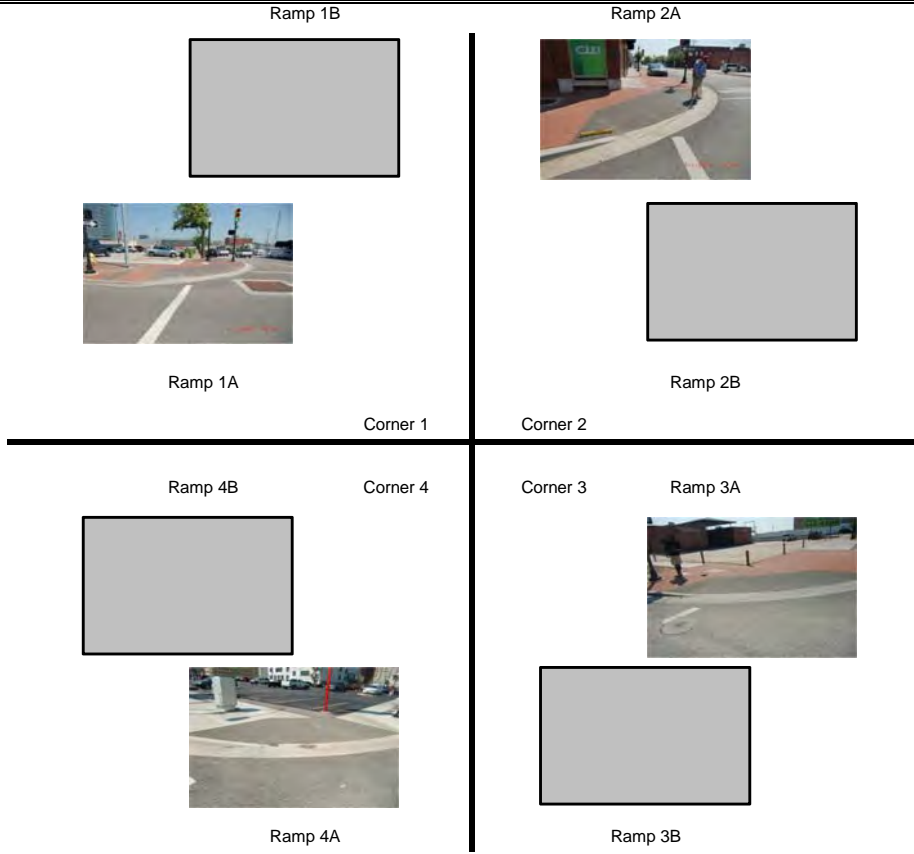 Ramp 1B
Ramp 2A
Ramp 1A
Ramp 2B
Corner 1
Corner 2
Ramp 4B
Corner 4
Corner 3
Ramp 3A
Ramp 4A
Ramp 3B